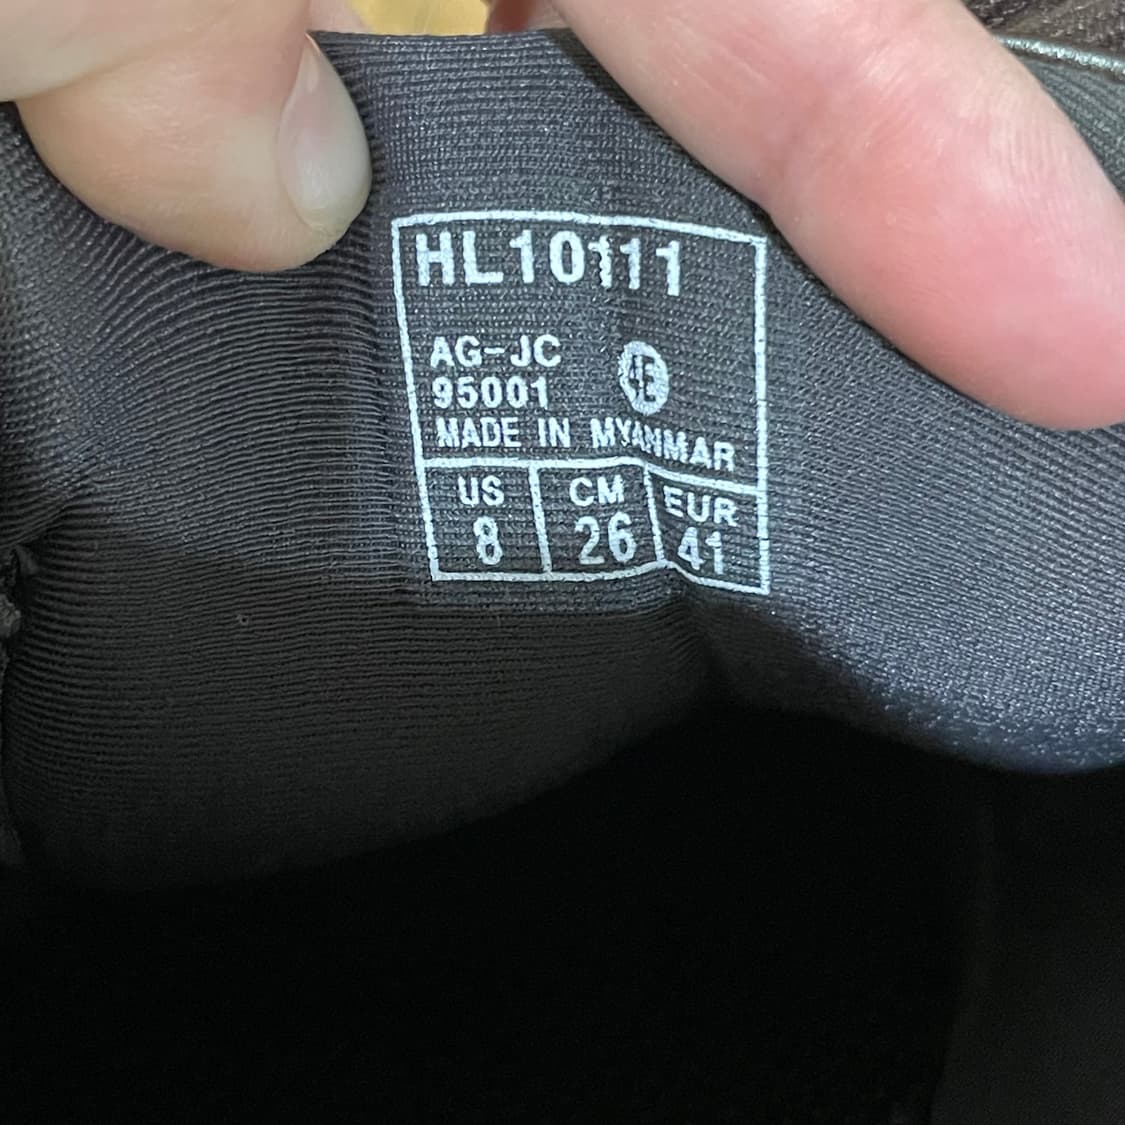 HL10111
AG-JC
95001
4E
MADE IN MYANMAR
US CM EUR
8 26 41